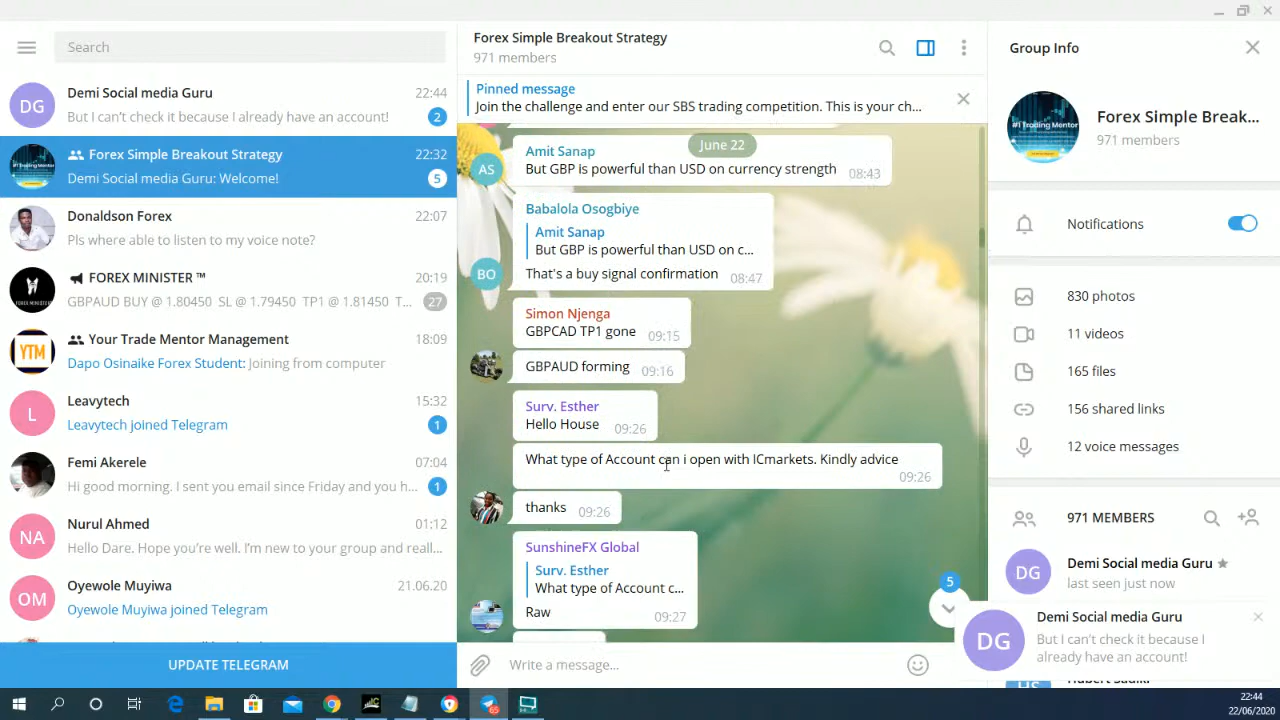 Search
DG
Demi Social media Guru
22:44
But I can't check it because I already have an account!
2
Forex Simple Breakout Strategy
22:32
Demi Social media Guru: Welcome!
5
Donaldson Forex
22:07
Pls where able to listen to my voice note?
FOREX MINISTER ™
20:19
GBPAUD BUY @ 1.80450 SL @ 1.79450 TP1 @ 1.81450 T...
27
YTM
Your Trade Mentor Management
18:09
Dapo Osinaike Forex Student: Joining from computer
L
Leavytech
15:32
Leavytech joined Telegram
1
Femi Akerele
07:04
Hi good morning. I sent you email since Friday and you h...
1
NA
Nurul Ahmed
01:12
Hello Dare. Hope you're well. I'm new to your group and reall...
OM
Oyewole Muyiwa
21.06.20
Oyewole Muyiwa joined Telegram
UPDATE TELEGRAM
Forex Simple Breakout Strategy
971 members
Pinned message
Join the challenge and enter our SBS trading competition. This is your ch...
June 22
AS
Amit Sanap
But GBP is powerful than USD on currency strength
08:43
Babalola Osogbiye
Amit Sanap
But GBP is powerful than USD on c...
BO
That's a buy signal confirmation
08:47
Simon Njenga
GBPCAD TP1 gone
09:15
GBPAUD forming
09:16
Surv. Esther
Hello House
09:26
What type of Account can i open with ICmarkets. Kindly advice
09:26
thanks
09:26
SunshineFX Global
Surv. Esther
What type of Account c...
Raw
09:27
5
Write a message...
Group Info
#1 Trading Mentor
Forex Simple Break...
971 members
Notifications
830 photos
11 videos
165 files
156 shared links
12 voice messages
971 MEMBERS
DG
Demi Social media Guru
last seen just now
DG
Demi Social media Guru
But I can't check it because I
already have an account!
22:44
22/06/2020